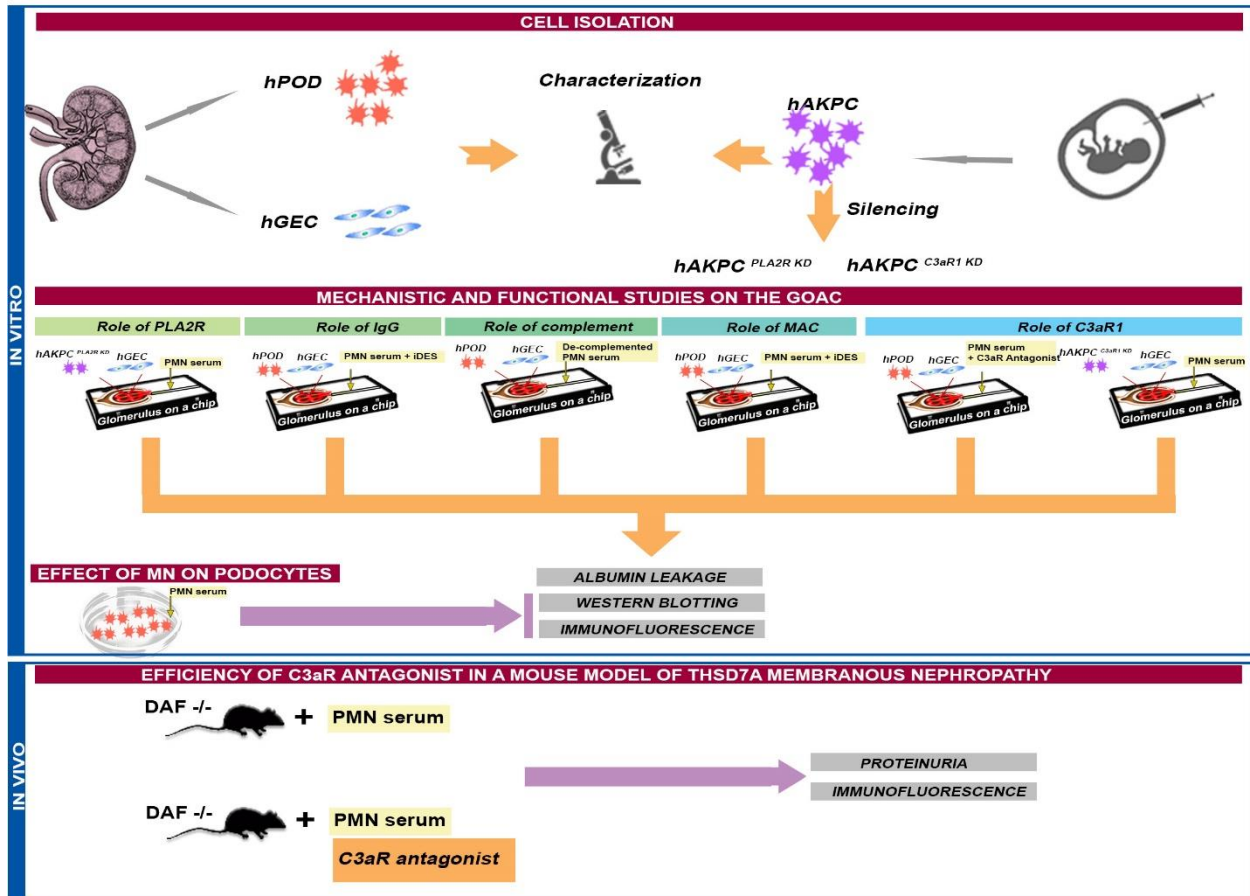 CELL ISOLATION
hPOD
Characterization
hAKPC
hGEC
Silencing
hAKPC PLA2R KD
hAKPC C3aR1 KD
IN VITRO
MECHANISTIC AND FUNCTIONAL STUDIES ON THE GOAC
Role of PLA2R
Role of IgG
Role of complement
Role of MAC
Role of C3aR1
hAKPC PLA2R KD
hGEC
PMN serum
Glomerulus on a chip
hPOD
hGEC
PMN serum + iDES
Glomerulus on a chip
hPOD
hGEC
De-complemented
PMN serum
Glomerulus on a chip
hPOD
hGEC
PMN serum + iDES
Glomerulus on a chip
hPOD
hGEC
PMN serum
+ C3aR Antagonist
Glomerulus on a chip
hAKPC C3aR1 KD
hGEC
PMN serum
Glomerulus on a chip
EFFECT OF MN ON PODOCYTES
PMN serum
ALBUMIN LEAKAGE
WESTERN BLOTTING
IMMUNOFLUORESCENCE
IN VIVO
EFFICIENCY OF C3aR ANTAGONIST IN A MOUSE MODEL OF THSD7A MEMBRANOUS NEPHROPATHY
DAF -/-
+
PMN serum
PROTEINURIA
IMMUNOFLUORESCENCE
DAF -/-
+
PMN serum
C3aR antagonist